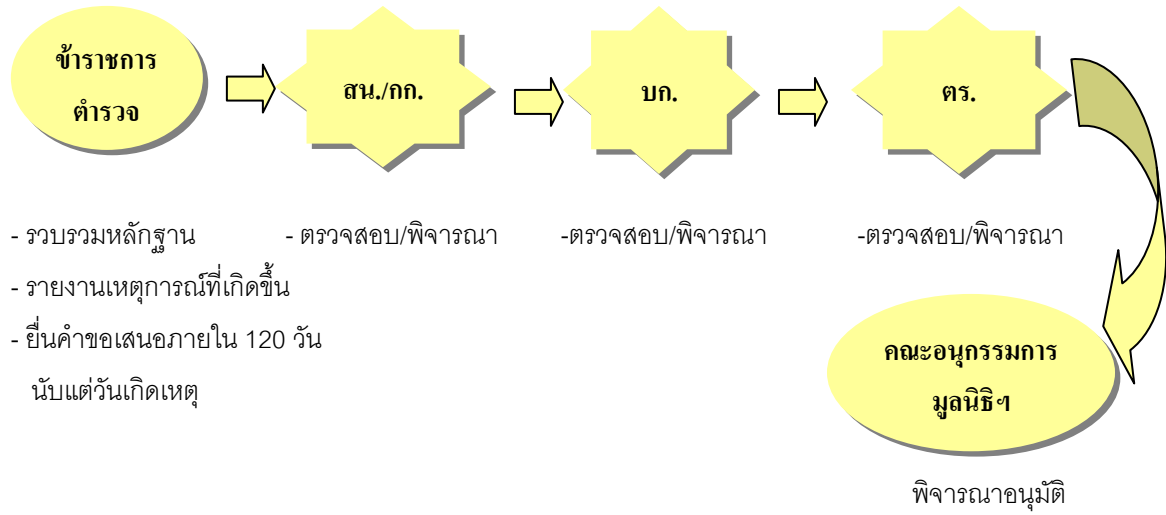 ข้าราชการ
ตำรวจ
สน./กก.
บก.
ตร.
- รวบรวมหลักฐาน
- รายงานเหตุการณ์ที่เกิดขึ้น
- ยื่นคำขอเสนอภายใน 120 วัน
นับแต่วันเกิดเหตุ
- ตรวจสอบ/พิจารณา
-ตรวจสอบ/พิจารณา
-ตรวจสอบ/พิจารณา
คณะอนุกรรมการ
มูลนิธิฯ
พิจารณาอนุมัติ